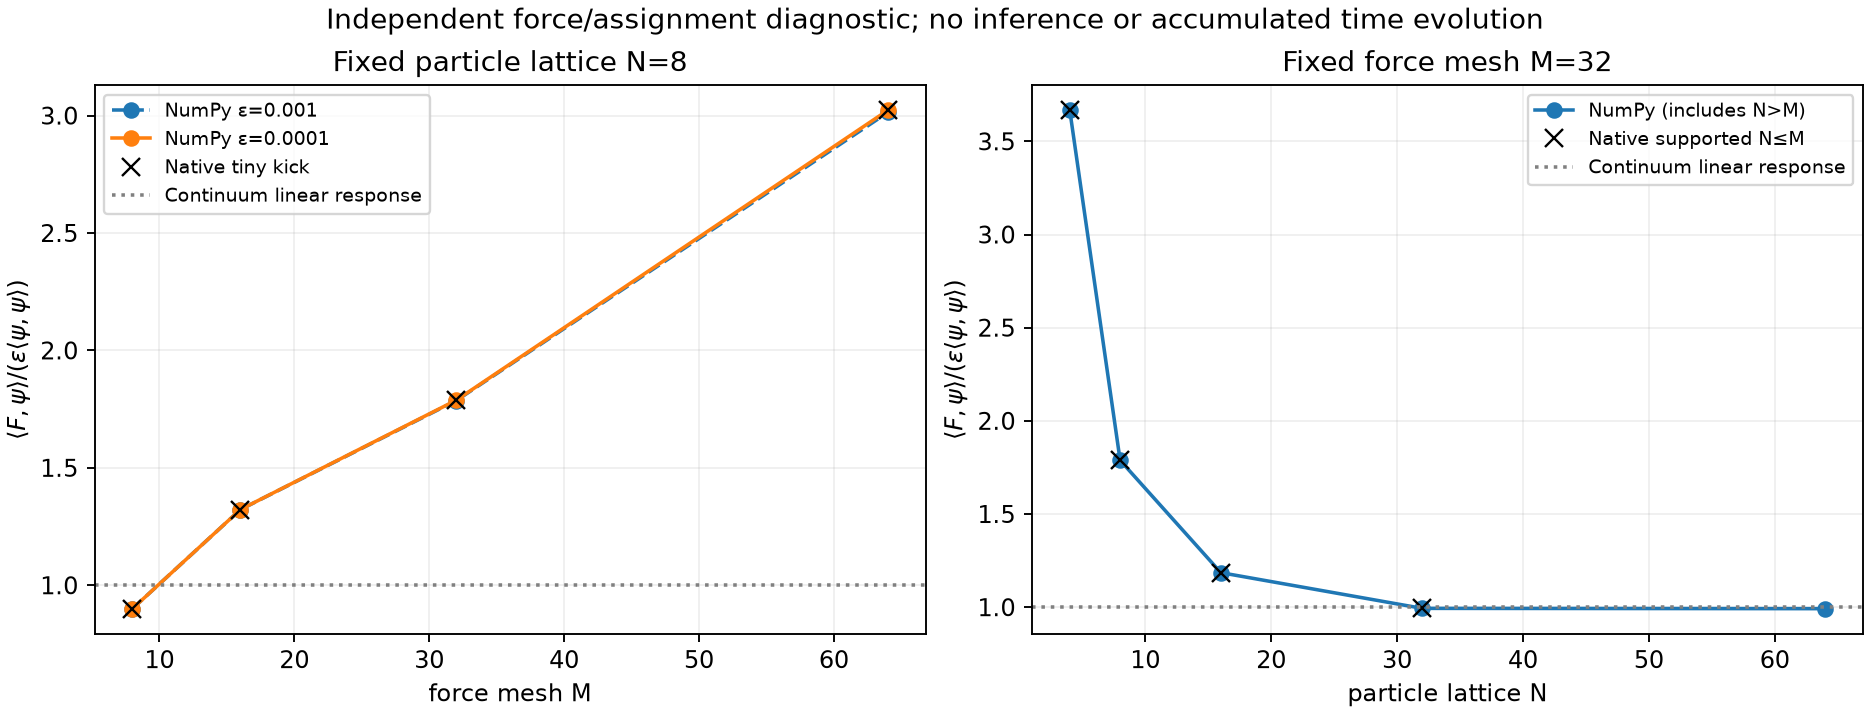 Independent force/assignment diagnostic; no inference or accumulated time evolution
Fixed particle lattice N=8
NumPy ε=0.001
NumPy ε=0.0001
Native tiny kick
Continuum linear response
3.0
2.5
2.0
1.5
1.0
⟨F, ψ⟩/(ε⟨ψ, ψ⟩)
10 20 30 40 50 60
force mesh M
Fixed force mesh M=32
NumPy (includes N>M)
Native supported N≤M
Continuum linear response
3.5
3.0
2.5
2.0
1.5
1.0
⟨F, ψ⟩/(ε⟨ψ, ψ⟩)
10 20 30 40 50 60
particle lattice N